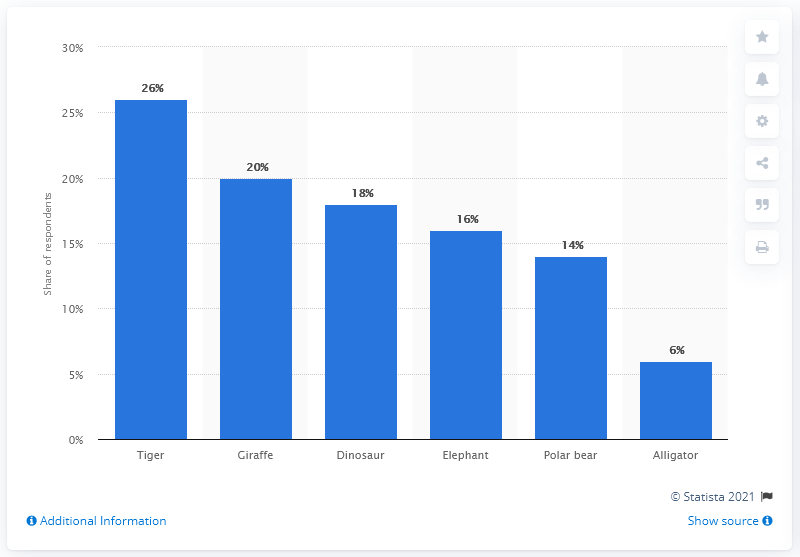 30%
25%
20%
15%
10%
5%
0%
Share of respondents
26%
20%
18%
16%
14%
6%
Tiger
Giraffe
Dinosaur
Elephant
Polar bear
Alligator
© Statista 2021
Additional Information
Show source